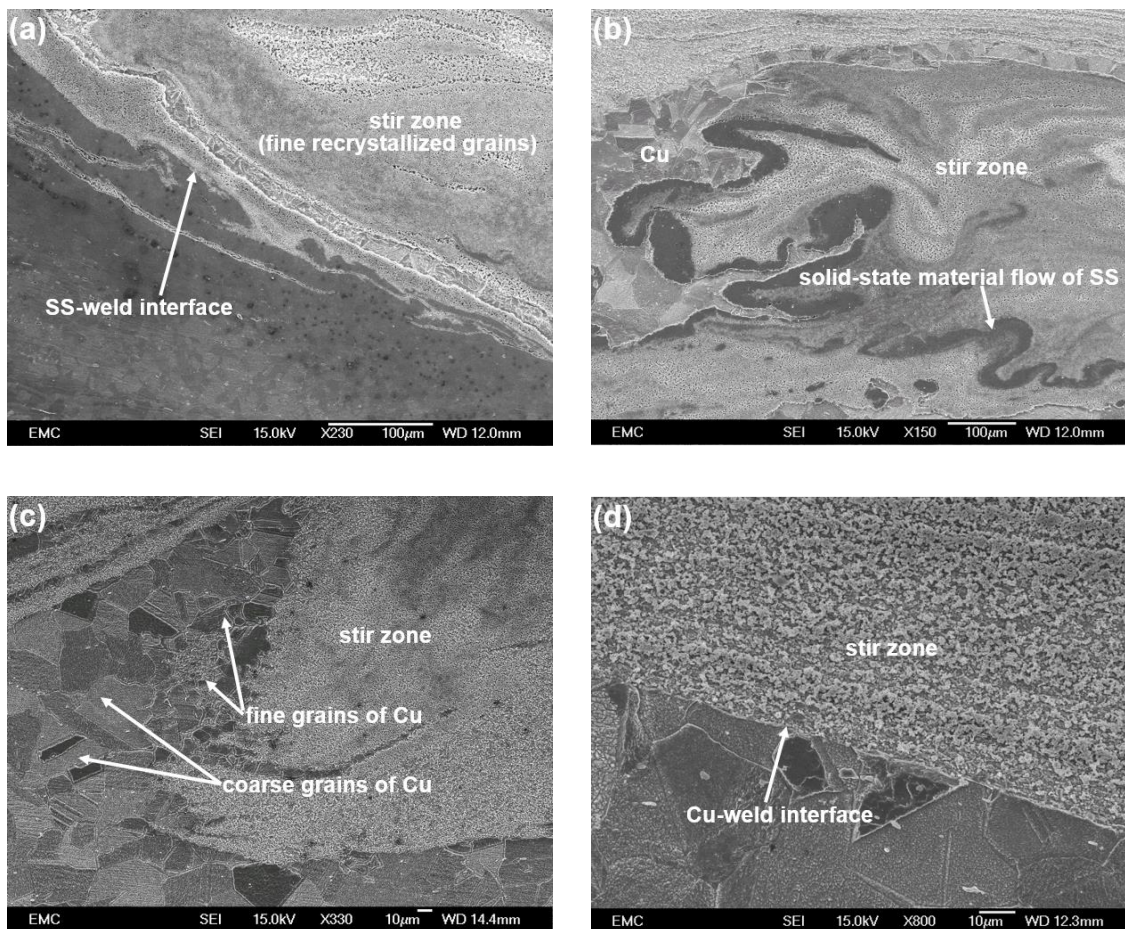 (a)
stir zone
(fine recrystallized grains)
SS-weld interface
EMC SEI 15.0kV X230 100μm WD 12.0mm
(b)
Cu
stir zone
solid-state material flow of SS
EMC SEI 15.0kV X150 100μm WD 12.0mm
(c)
stir zone
fine grains of Cu
coarse grains of Cu
EMC SEI 15.0kV X330 10μm WD 14.4mm
(d)
stir zone
Cu-weld interface
EMC SEI 15.0kV X800 10μm WD 12.3mm